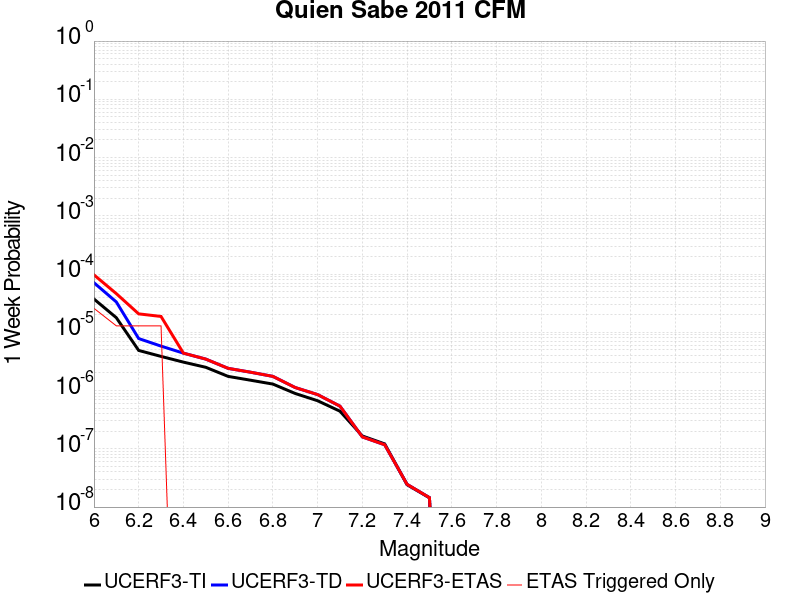 Quien Sabe 2011 CFM
10^0
10^-1
10^-2
10^-3
10^-4
10^-5
10^-6
10^-7
10^-8
1 Week Probability
6 6.2 6.4 6.6 6.8 7 7.2 7.4 7.6 7.8 8 8.2 8.4 8.6 8.8 9
Magnitude
UCERF3-TI UCERF3-TD UCERF3-ETAS ETAS Triggered Only